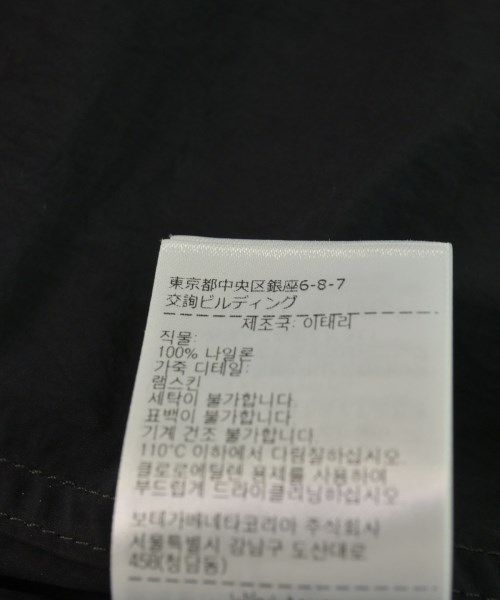 東京都中央区銀座6-8-7
交詢ビルディング
제조국: 이태리
직물:
100% 나일론
가죽 디테일:
램스킨
세탁이 불가합니다.
표백이 불가합니다
기계 건조 불가합니다.
110°C 이하에서 다림질하십시오.
클로로에틸렌 용제를 사용하여
부드럽게 드라이클리닝하십시오
보테가베네타코리아 주식회사
서울특별시 강남구 도산대로
458(청담동)